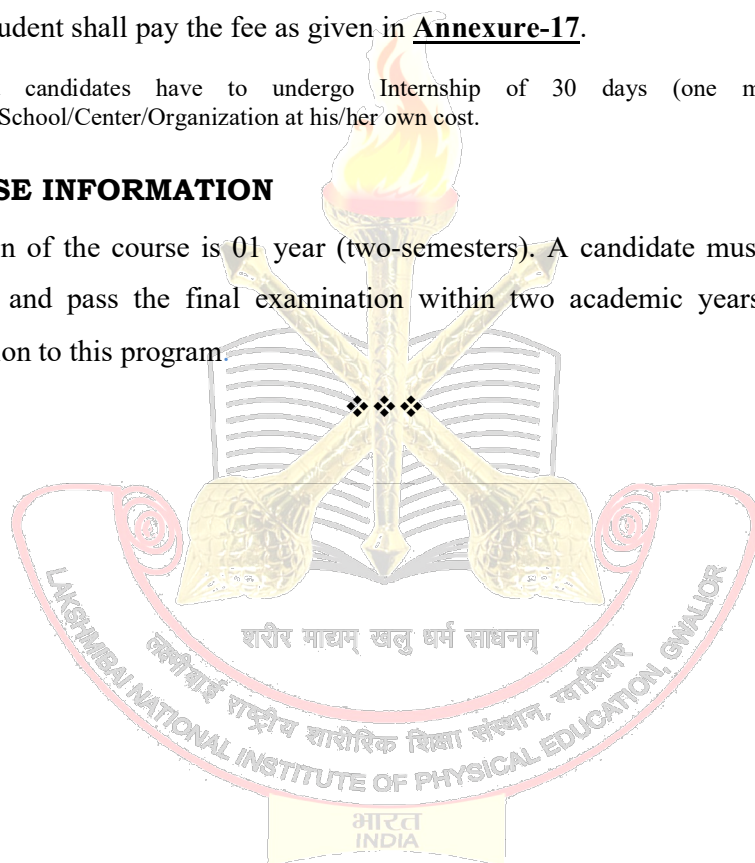 udent shall pay the fee as given in Annexure-17.
candidates have to undergo Internship of 30 days (one m
School/Center/Organization at his/her own cost.
SE INFORMATION
n of the course is 01 year (two-semesters). A candidate mus
and pass the final examination within two academic years
ion to this program.
❖❖❖
शरीर माद्यम् खलु धर्म साधनम्
लक्ष्मीबाई राष्ट्रीय शारीरिक शिक्षा संस्थान, ग्वालियर
LAKSHMIBAI NATIONAL INSTITUTE OF PHYSICAL EDUCATION, GWALIOR
भारत
INDIA